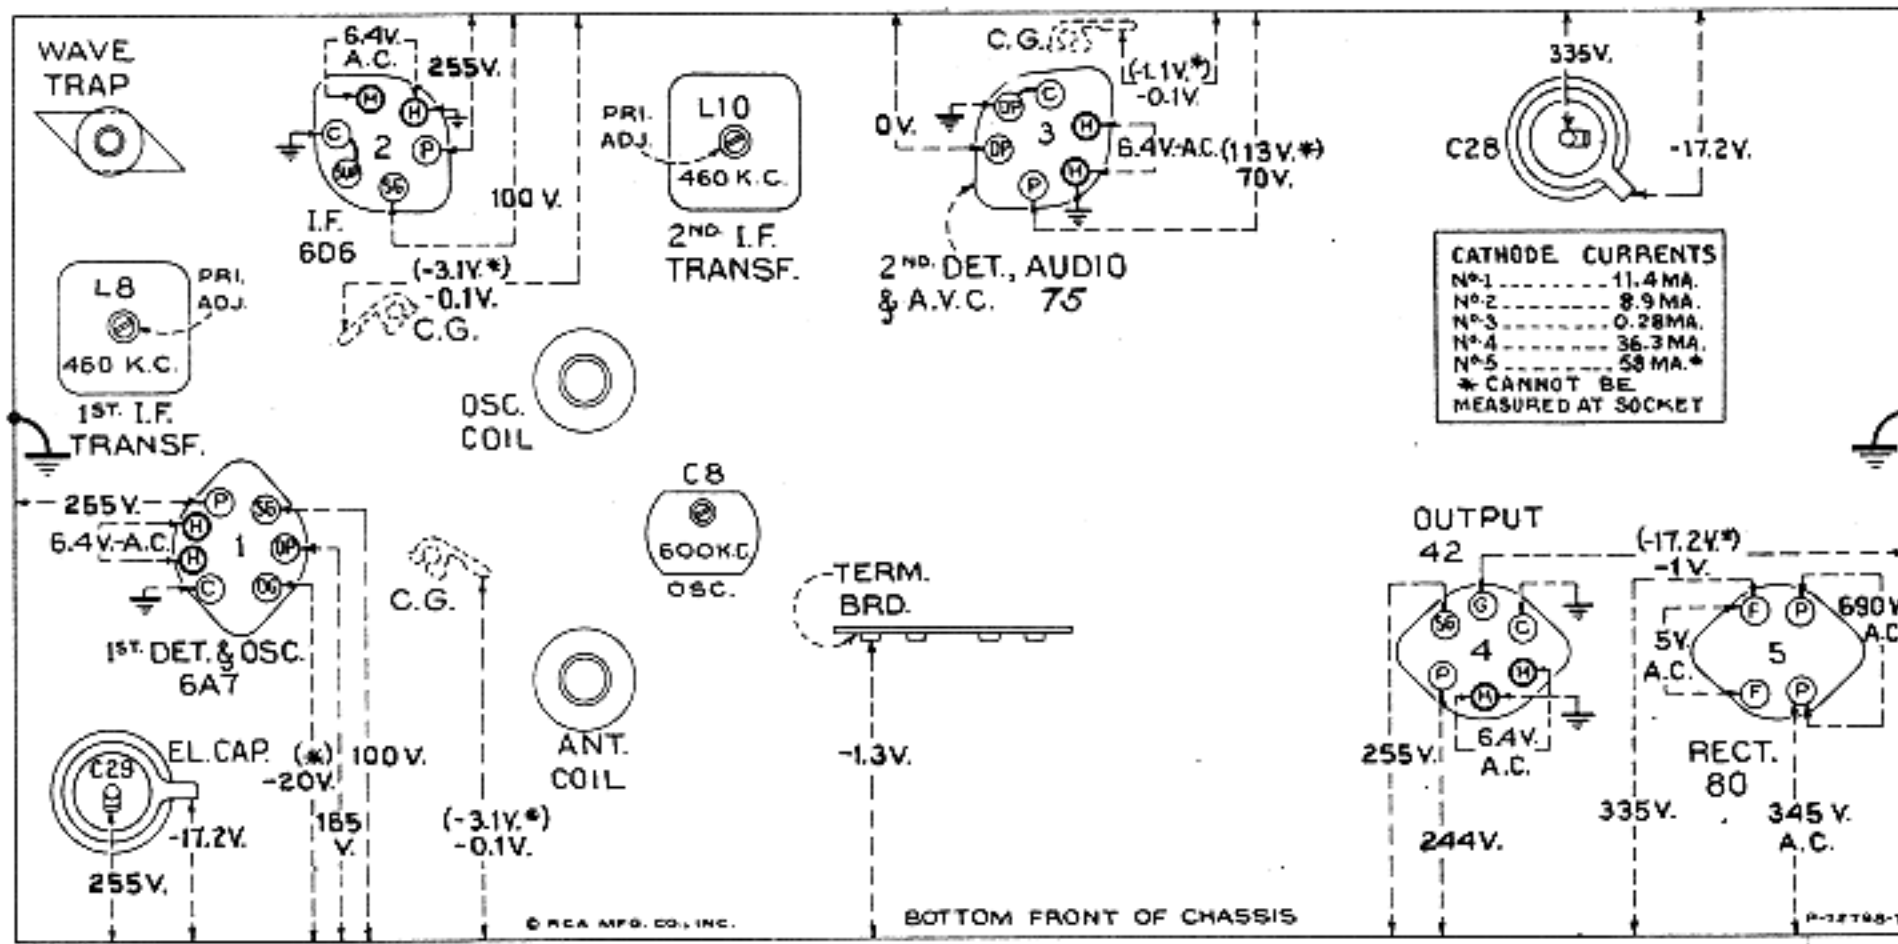 WAVE
TRAP
6.4V.
A.C.
255V.
H
H
C
2
P
SUP
SG
I.F.
6D6
100 V.
(-3.1V.*)
-0.1V.
C.G.
PRI.
ADJ.
L10
460 K.C.
2ND. I.F.
TRANSF.
0V.
C.G.
(-1.1V.*)
-0.1V.
DP
C
DP
3
H
H
P
6.4V.-A.C.
(113V.*)
70V.
2ND. DET., AUDIO
& A.V.C. 75
335V.
C28
-17.2V.
CATHODE CURRENTS
No.1 11.4 MA.
No.2 8.9 MA.
No.3 0.28 MA.
No.4 36.3 MA.
No.5 58 MA.*
* CANNOT BE
MEASURED AT SOCKET
L8
460 K.C.
PRI.
ADJ.
1ST. I.F.
TRANSF.
OSC.
COIL
255V.
6.4V.-A.C.
P
SG
H
1
DP
H
C
OG
1ST. DET. & OSC.
6A7
C.G.
C8
600K.C.
OSC.
TERM.
BRD.
OUTPUT
42
(-17.2V.*)
-1V.
SG
G
C
4
P
H
H
6.4V.
A.C.
F
P
5
F
P
5V.
A.C.
690V
A.C
RECT.
80
EL.CAP.
C29
-17.2V.
255V.
(*)
-20V.
165
V.
100V.
(-3.1V.*)
-0.1V.
ANT.
COIL
-1.3V.
255V.
244V.
335V.
345 V.
A.C.
© RCA MFG. CO., INC.
BOTTOM FRONT OF CHASSIS